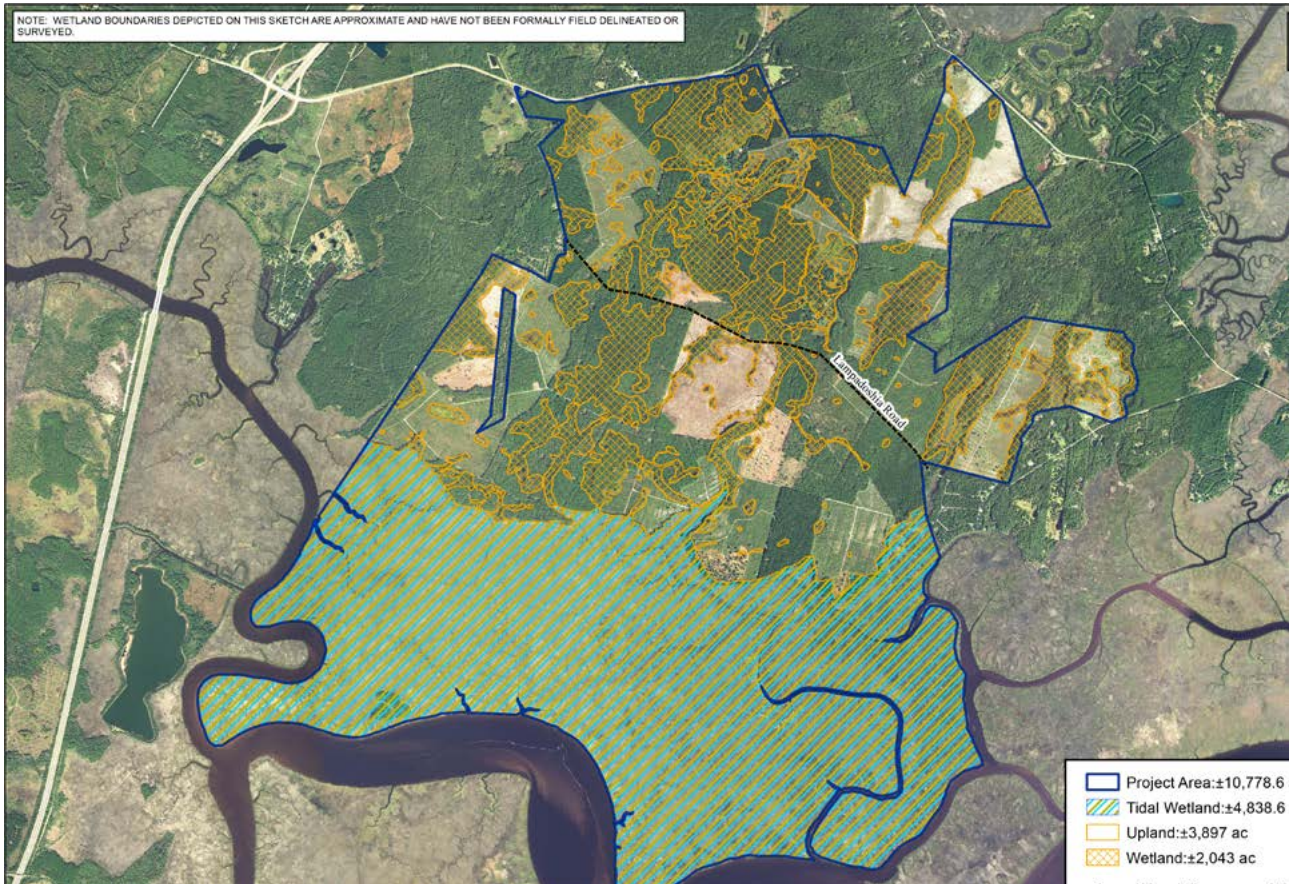 NOTE: WETLAND BOUNDARIES DEPICTED ON THIS SKETCH ARE APPROXIMATE AND HAVE NOT BEEN FORMALLY FIELD DELINEATED OR
SURVEYED.
Lampadoshta Road
Project Area:±10,778.6
Tidal Wetland:±4,838.6
Upland:±3,897 ac
Wetland:±2,043 ac